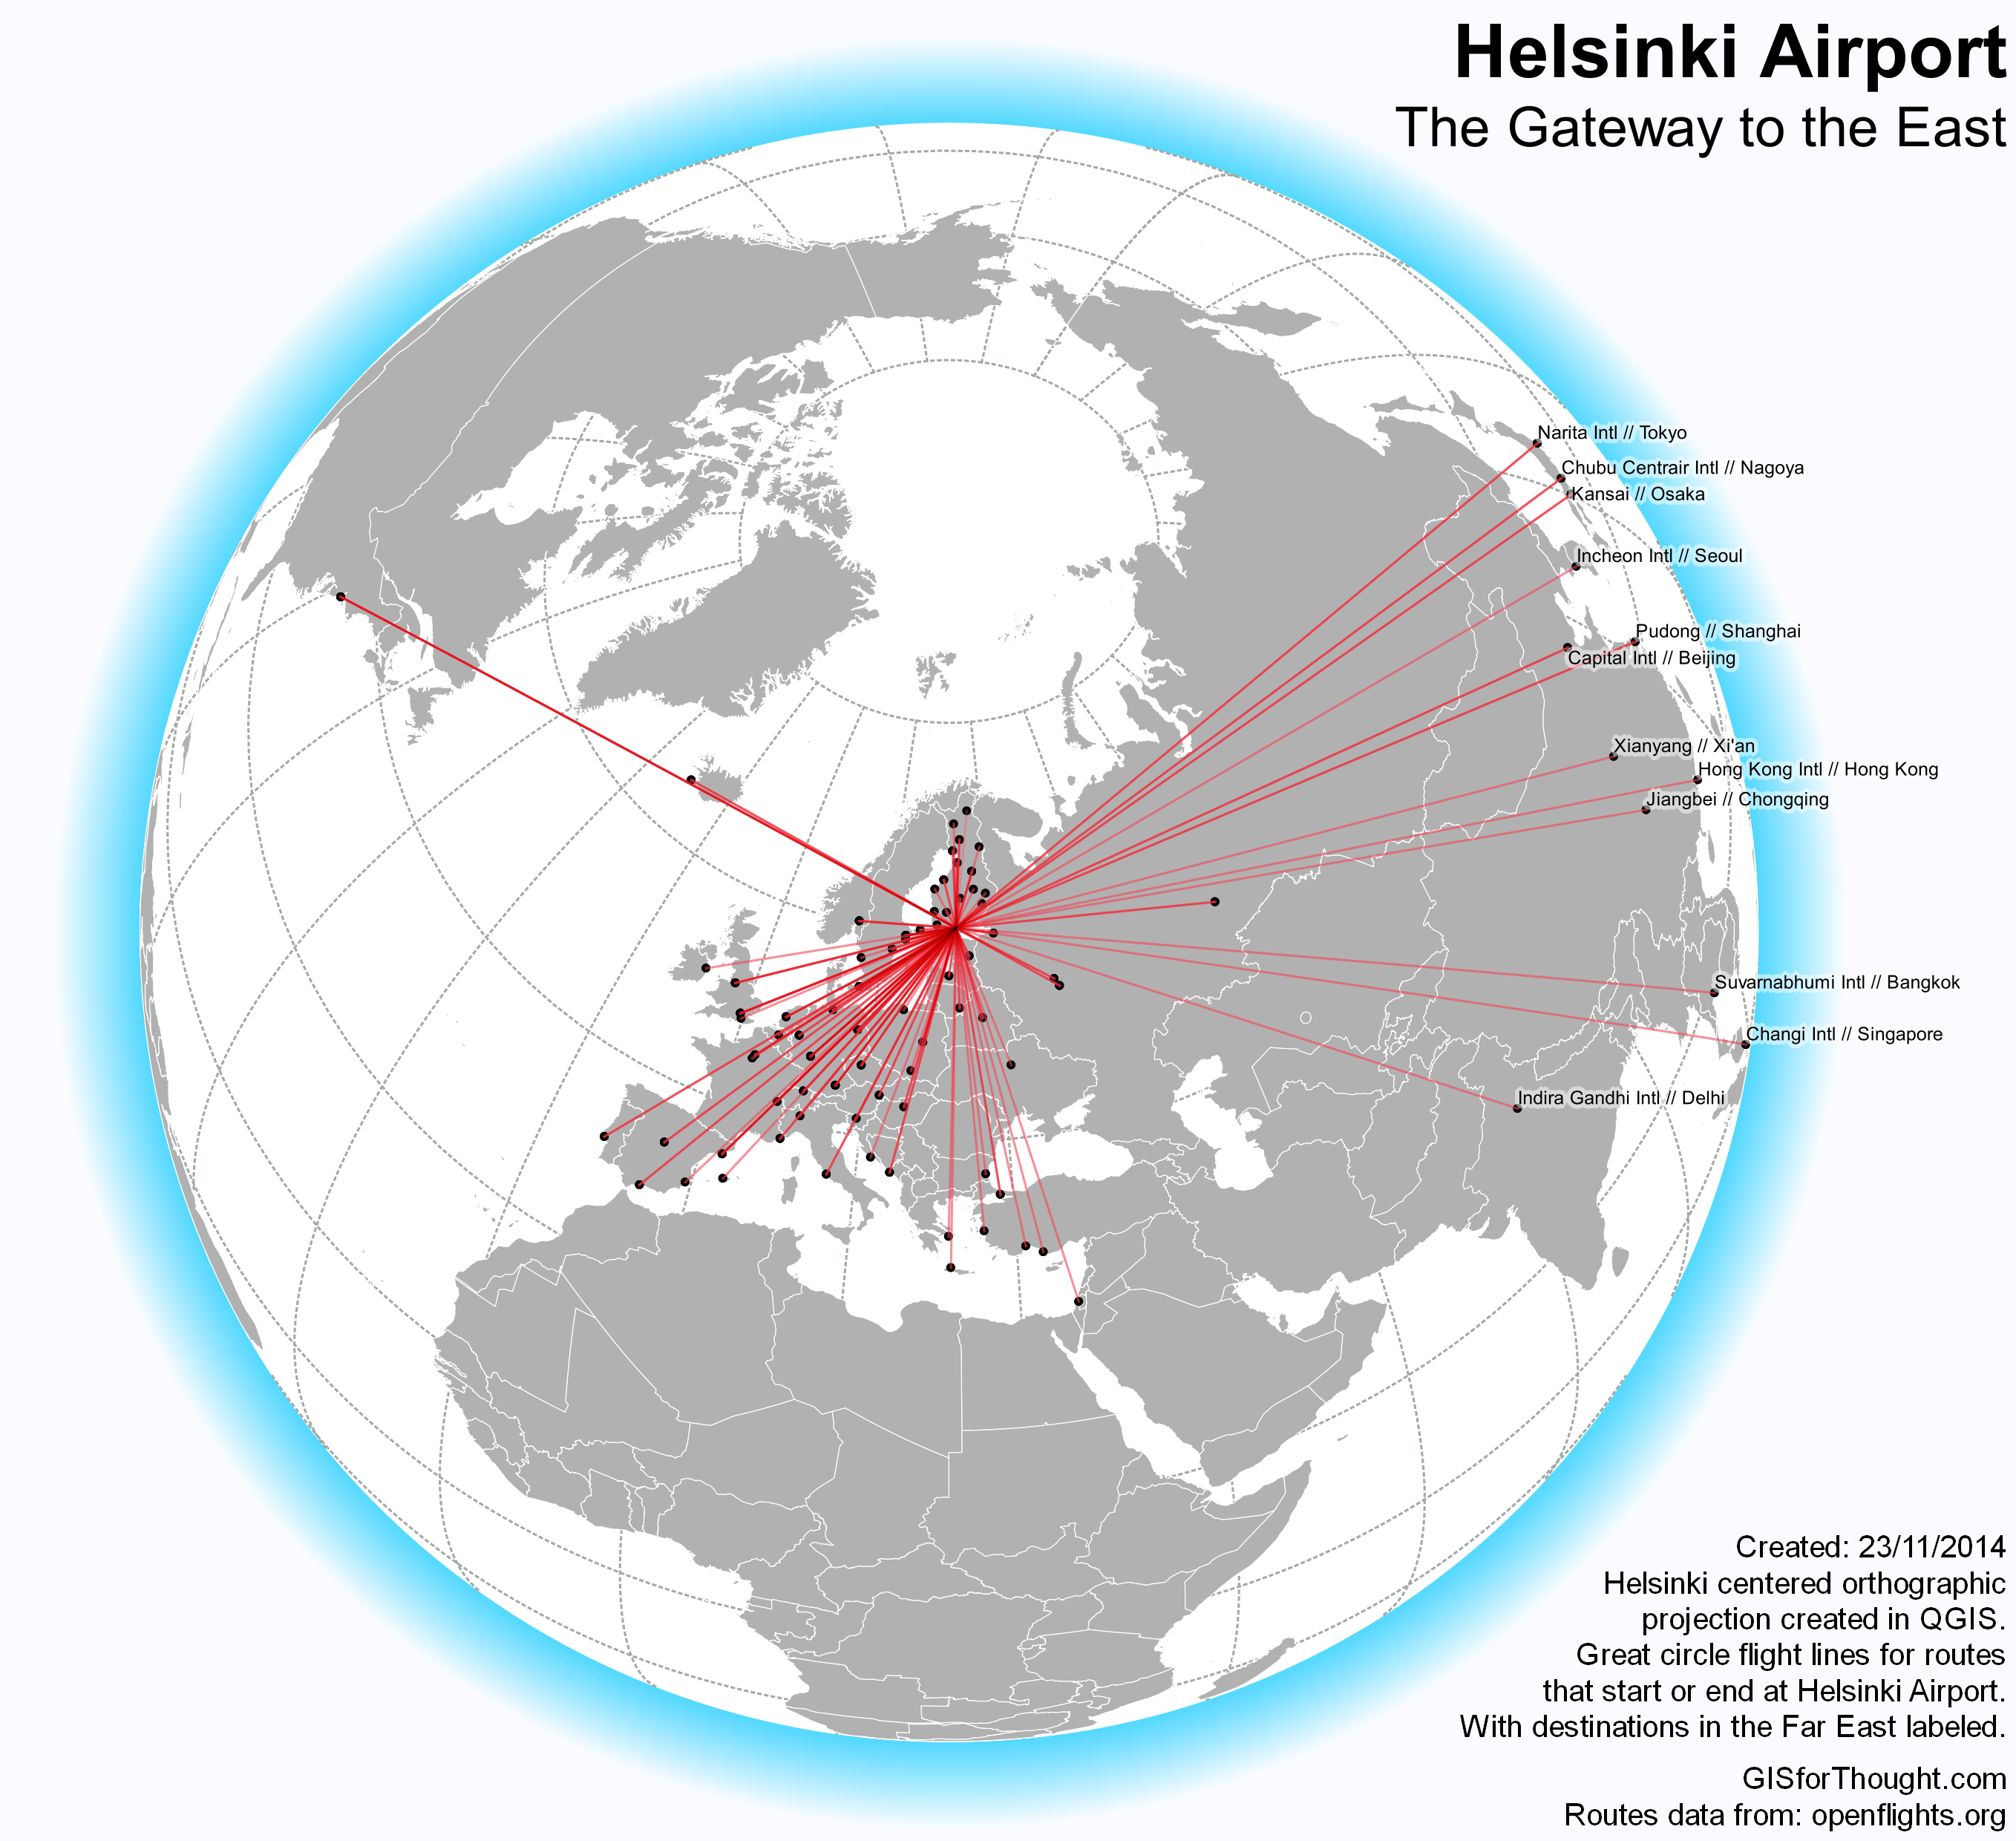 Helsinki Airport
The Gateway to the East
Narita Intl // Tokyo
Chubu Centrair Intl // Nagoya
Kansai // Osaka
Incheon Intl // Seoul
Pudong // Shanghai
Capital Intl // Beijing
Xianyang // Xi'an
Hong Kong Intl // Hong Kong
Jiangbei // Chongqing
Suvarnabhumi Intl // Bangkok
Changi Intl // Singapore
Indira Gandhi Intl // Delhi
Created: 23/11/2014
Helsinki centered orthographic
projection created in QGIS.
Great circle flight lines for routes
that start or end at Helsinki Airport.
With destinations in the Far East labeled.
GISforThought.com
Routes data from: openflights.org